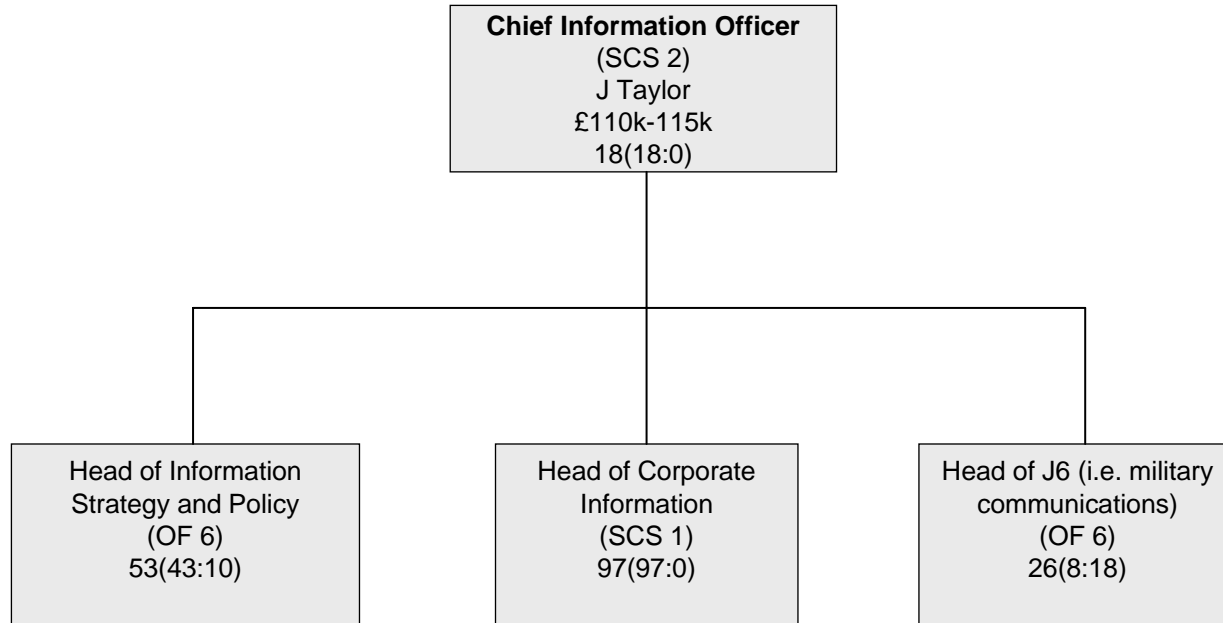 Chief Information Officer
(SCS 2)
J Taylor
£110k-115k
18(18:0)
Head of Information
Strategy and Policy
(OF 6)
53(43:10)
Head of Corporate
Information
(SCS 1)
97(97:0)
Head of J6 (i.e. military
communications)
(OF 6)
26(8:18)